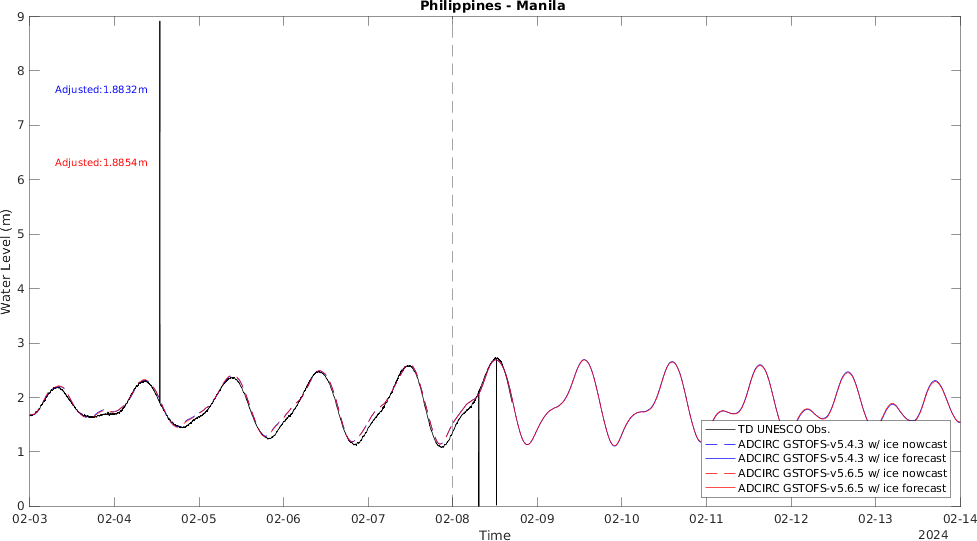 Philippines - Manila
9
8
7
6
5
4
3
2
1
0
Water Level (m)
Adjusted:1.8832m
Adjusted:1.8854m
TD UNESCO Obs.
ADCIRC GSTOFS-v5.4.3 w/ ice nowcast
ADCIRC GSTOFS-v5.4.3 w/ ice forecast
ADCIRC GSTOFS-v5.6.5 w/ ice nowcast
ADCIRC GSTOFS-v5.6.5 w/ ice forecast
02-03 02-04 02-05 02-06 02-07 02-08 02-09 02-10 02-11 02-12 02-13 02-14
Time
2024